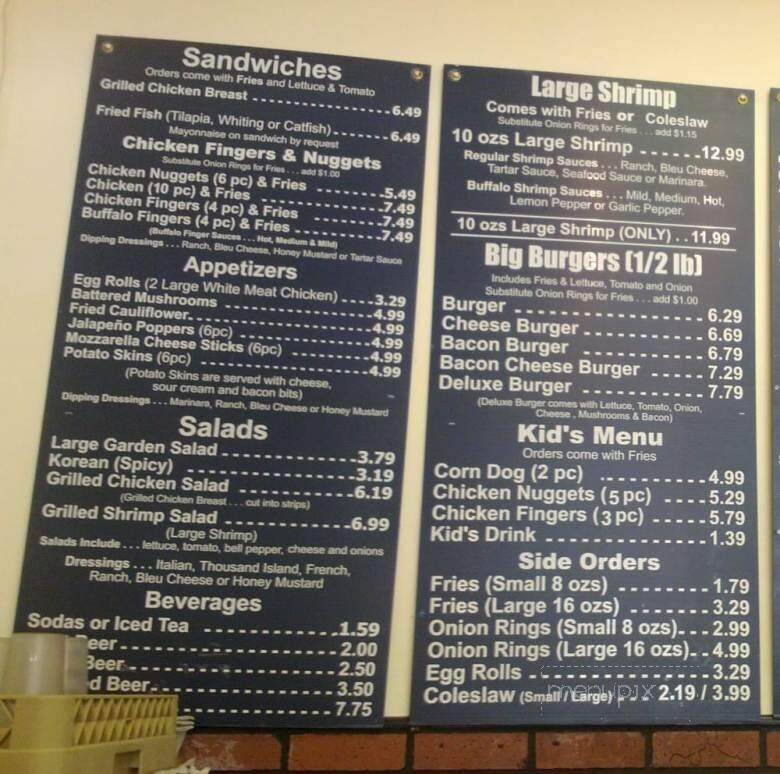 Sandwiches
Orders come with Fries and Lettuce & Tomato
Grilled Chicken Breast 6.49
Fried Fish (Tilapia, Whiting or Catfish) 6.49
Mayonnaise on sandwich by request
Chicken Fingers & Nuggets
Substitute Onion Rings for Fries . . . add $1.00
Chicken Nuggets (6 pc) & Fries 5.49
Chicken (10 pc) & Fries 7.49
Chicken Fingers (4 pc) & Fries 7.49
Buffalo Fingers (4 pc) & Fries 7.49
(Buffalo Finger Sauces . . . Hot, Medium & Mild)
Dipping Dressings . . . Ranch, Bleu Cheese, Honey Mustard or Tartar Sauce
Appetizers
Egg Rolls (2 Large White Meat Chicken) 3.29
Battered Mushrooms 4.99
Fried Cauliflower 4.99
Jalapeño Poppers (6pc) 4.99
Mozzarella Cheese Sticks (6pc) 4.99
Potato Skins (6pc) 4.99
(Potato Skins are served with cheese,
sour cream and bacon bits)
Dipping Dressings . . . Marinara, Ranch, Bleu Cheese or Honey Mustard
Salads
Large Garden Salad 3.79
Korean (Spicy) 3.19
Grilled Chicken Salad 6.19
(Grilled Chicken Breast . . . cut into strips)
Grilled Shrimp Salad 6.99
(Large Shrimp)
Salads Include . . . lettuce, tomato, bell pepper, cheese and onions
Dressings . . . Italian, Thousand Island, French,
Ranch, Bleu Cheese or Honey Mustard
Beverages
Sodas or Iced Tea 1.59
Beer 2.00
Beer 2.50
Beer 3.50
7.75
Large Shrimp
Comes with Fries or Coleslaw
Substitute Onion Rings for Fries . . . add $1.15
10 ozs Large Shrimp 12.99
Regular Shrimp Sauces . . . Ranch, Bleu Cheese,
Tartar Sauce, Seafood Sauce or Marinara.
Buffalo Shrimp Sauces . . . Mild, Medium, Hot,
Lemon Pepper or Garlic Pepper.
10 ozs Large Shrimp (ONLY) . . 11.99
Big Burgers (1/2 lb)
Includes Fries & Lettuce, Tomato and Onion
Substitute Onion Rings for Fries . . . add $1.00
Burger 6.29
Cheese Burger 6.69
Bacon Burger 6.79
Bacon Cheese Burger 7.29
Deluxe Burger 7.79
(Deluxe Burger comes with Lettuce, Tomato, Onion,
Cheese , Mushrooms & Bacon)
Kid's Menu
Orders come with Fries
Corn Dog (2 pc) 4.99
Chicken Nuggets (5 pc) 5.29
Chicken Fingers (3 pc) 5.79
Kid's Drink 1.39
Side Orders
Fries (Small 8 ozs) 1.79
Fries (Large 16 ozs) 3.29
Onion Rings (Small 8 ozs) 2.99
Onion Rings (Large 16 ozs) 4.99
Egg Rolls 3.29
Coleslaw (Small / Large) 2.19 / 3.99
menupix